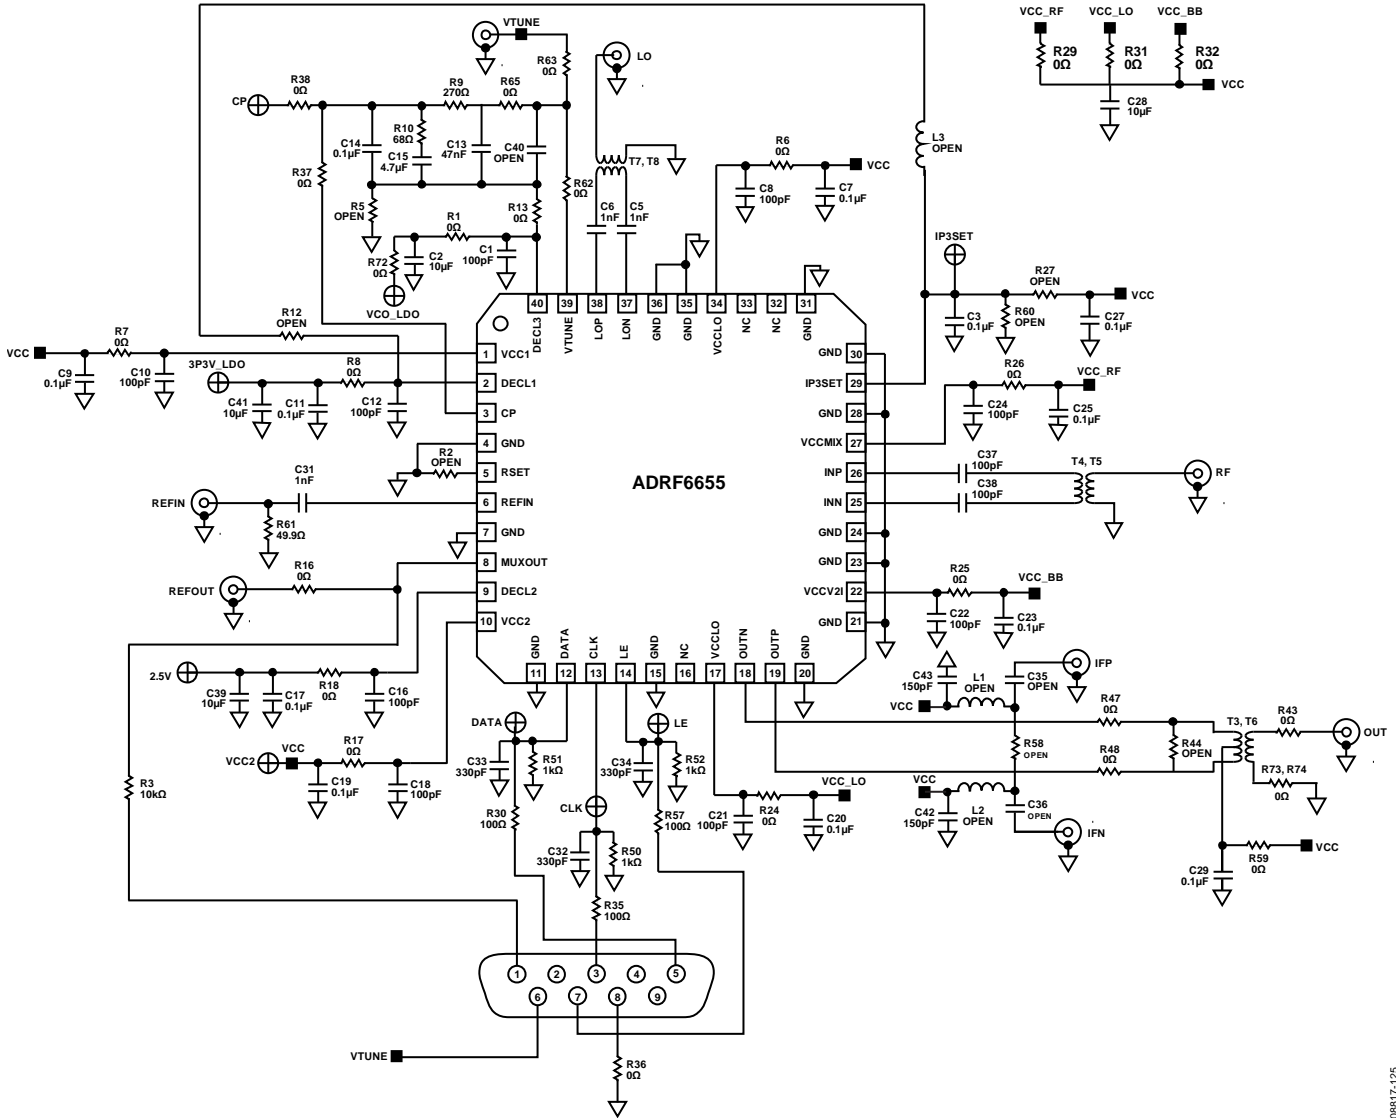 VTUNE
LO
R63
0Ω
VCC_RF
VCC_LO
VCC_BB
R29
0Ω
R31
0Ω
R32
0Ω
VCC
C28
10µF
CP
R38
0Ω
R9
270Ω
R65
0Ω
C14
0.1µF
R10
68Ω
C15
4.7µF
C13
47nF
C40
OPEN
T7, T8
L3
OPEN
R37
0Ω
R5
OPEN
R13
0Ω
R62
0Ω
C6
1nF
C5
1nF
R6
0Ω
VCC
C8
100pF
C7
0.1µF
R72
0Ω
C2
10µF
R1
0Ω
C1
100pF
VCO_LDO
IP3SET
R27
OPEN
VCC
C3
0.1µF
R60
OPEN
C27
0.1µF
40
39
38
37
36
35
34
33
32
31
DECL3
VTUNE
LOP
LON
GND
GND
VCCLO
NC
NC
GND
R12
OPEN
VCC
R7
0Ω
C9
0.1µF
C10
100pF
3P3V_LDO
R8
0Ω
C41
10µF
C11
0.1µF
C12
100pF
1 VCC1
2 DECL1
3 CP
4 GND
5 RSET
6 REFIN
7 GND
8 MUXOUT
9 DECL2
10 VCC2
ADRF6655
GND 30
IP3SET 29
GND 28
VCCMIX 27
INP 26
INN 25
GND 24
GND 23
VCCV2I 22
GND 21
R26
0Ω
VCC_RF
C24
100pF
C25
0.1µF
R2
OPEN
C37
100pF
C38
100pF
T4, T5
RF
REFIN
C31
1nF
R61
49.9Ω
REFOUT
R16
0Ω
R25
0Ω
VCC_BB
C22
100pF
C23
0.1µF
GND
DATA
CLK
LE
GND
NC
VCCLO
OUTN
OUTP
GND
11
12
13
14
15
16
17
18
19
20
2.5V
C39
10µF
C17
0.1µF
R18
0Ω
C16
100pF
C43
150pF
L1
OPEN
C35
OPEN
IFP
VCC
R47
0Ω
T3, T6
R43
0Ω
OUT
R58
OPEN
R44
OPEN
R48
0Ω
R73, R74
0Ω
VCC2
VCC
R17
0Ω
C19
0.1µF
C18
100pF
DATA
LE
C33
330pF
R51
1kΩ
C34
330pF
R52
1kΩ
VCC
C42
150pF
L2
OPEN
C36
OPEN
IFN
VCC_LO
C21
100pF
R24
0Ω
C20
0.1µF
R3
10kΩ
R30
100Ω
CLK
R57
100Ω
C32
330pF
R50
1kΩ
R35
100Ω
C29
0.1µF
R59
0Ω
VCC
1
2
3
4
5
6
7
8
9
VTUNE
R36
0Ω
08817-125